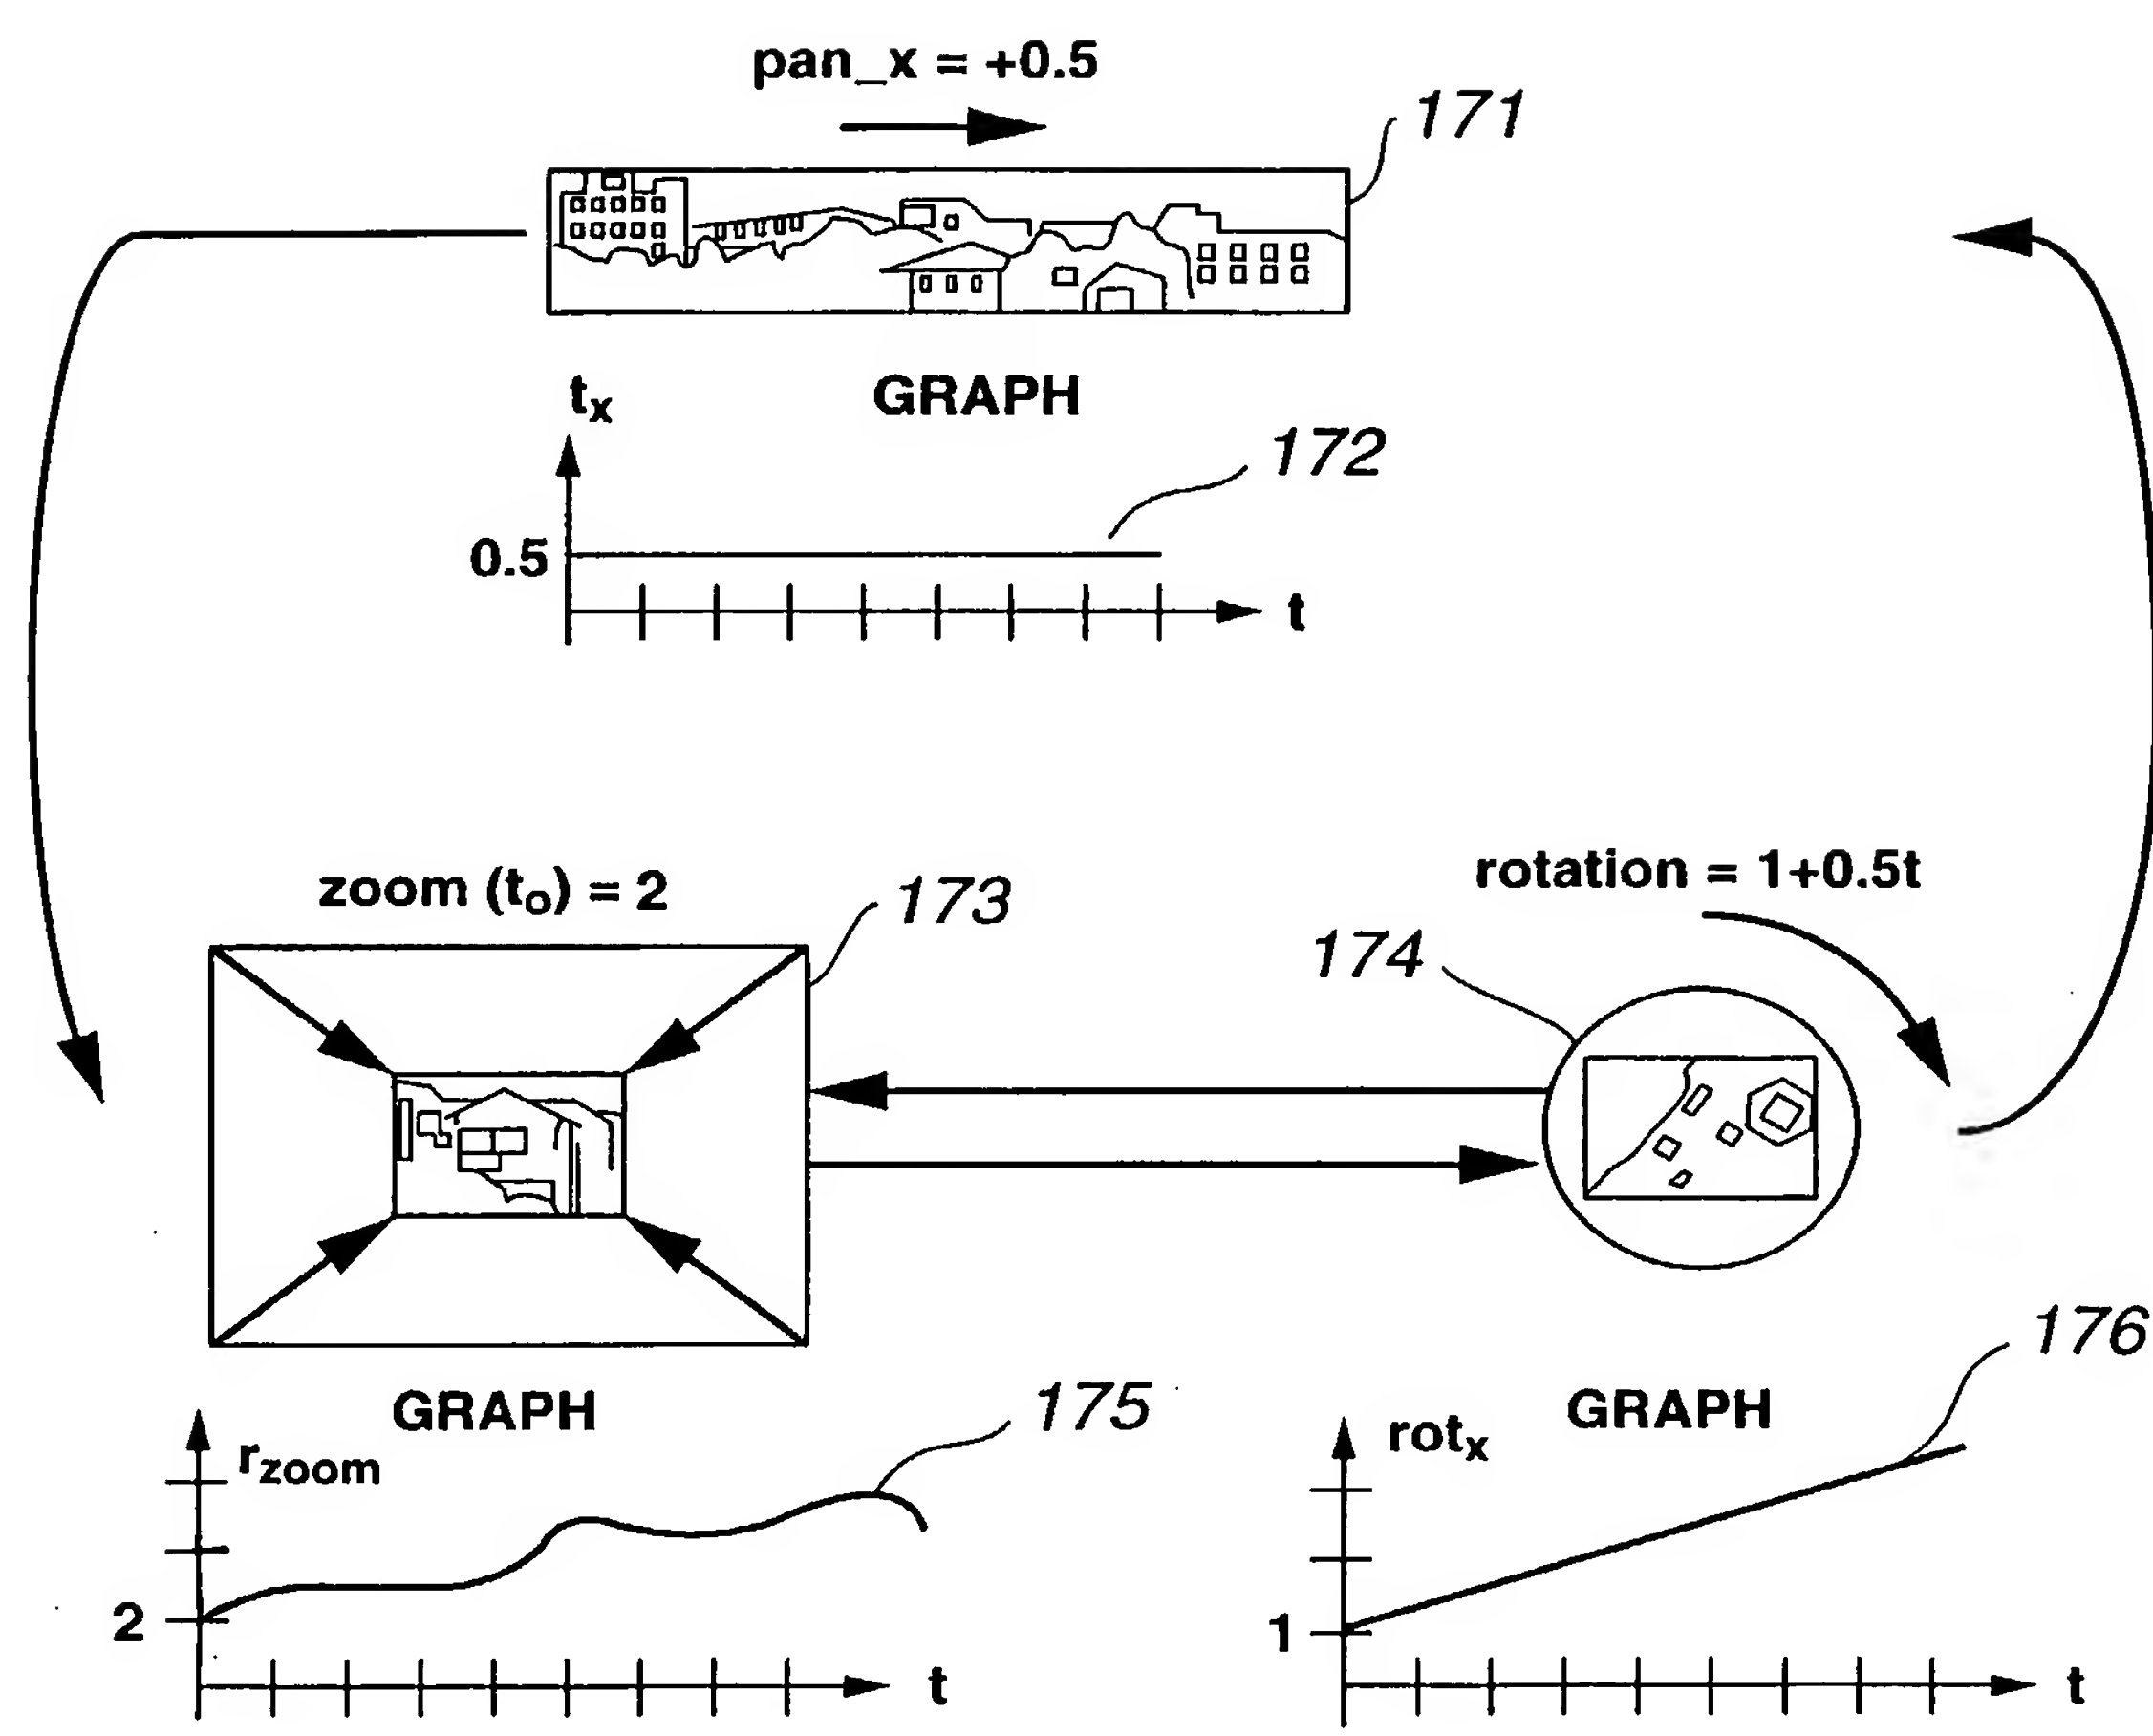 pan_x = +0.5
171
tx
GRAPH
172
0.5
t
zoom (to) = 2
173
rotation = 1+0.5t
174
GRAPH
175
rzoom
2
t
GRAPH
176
rotx
1
t